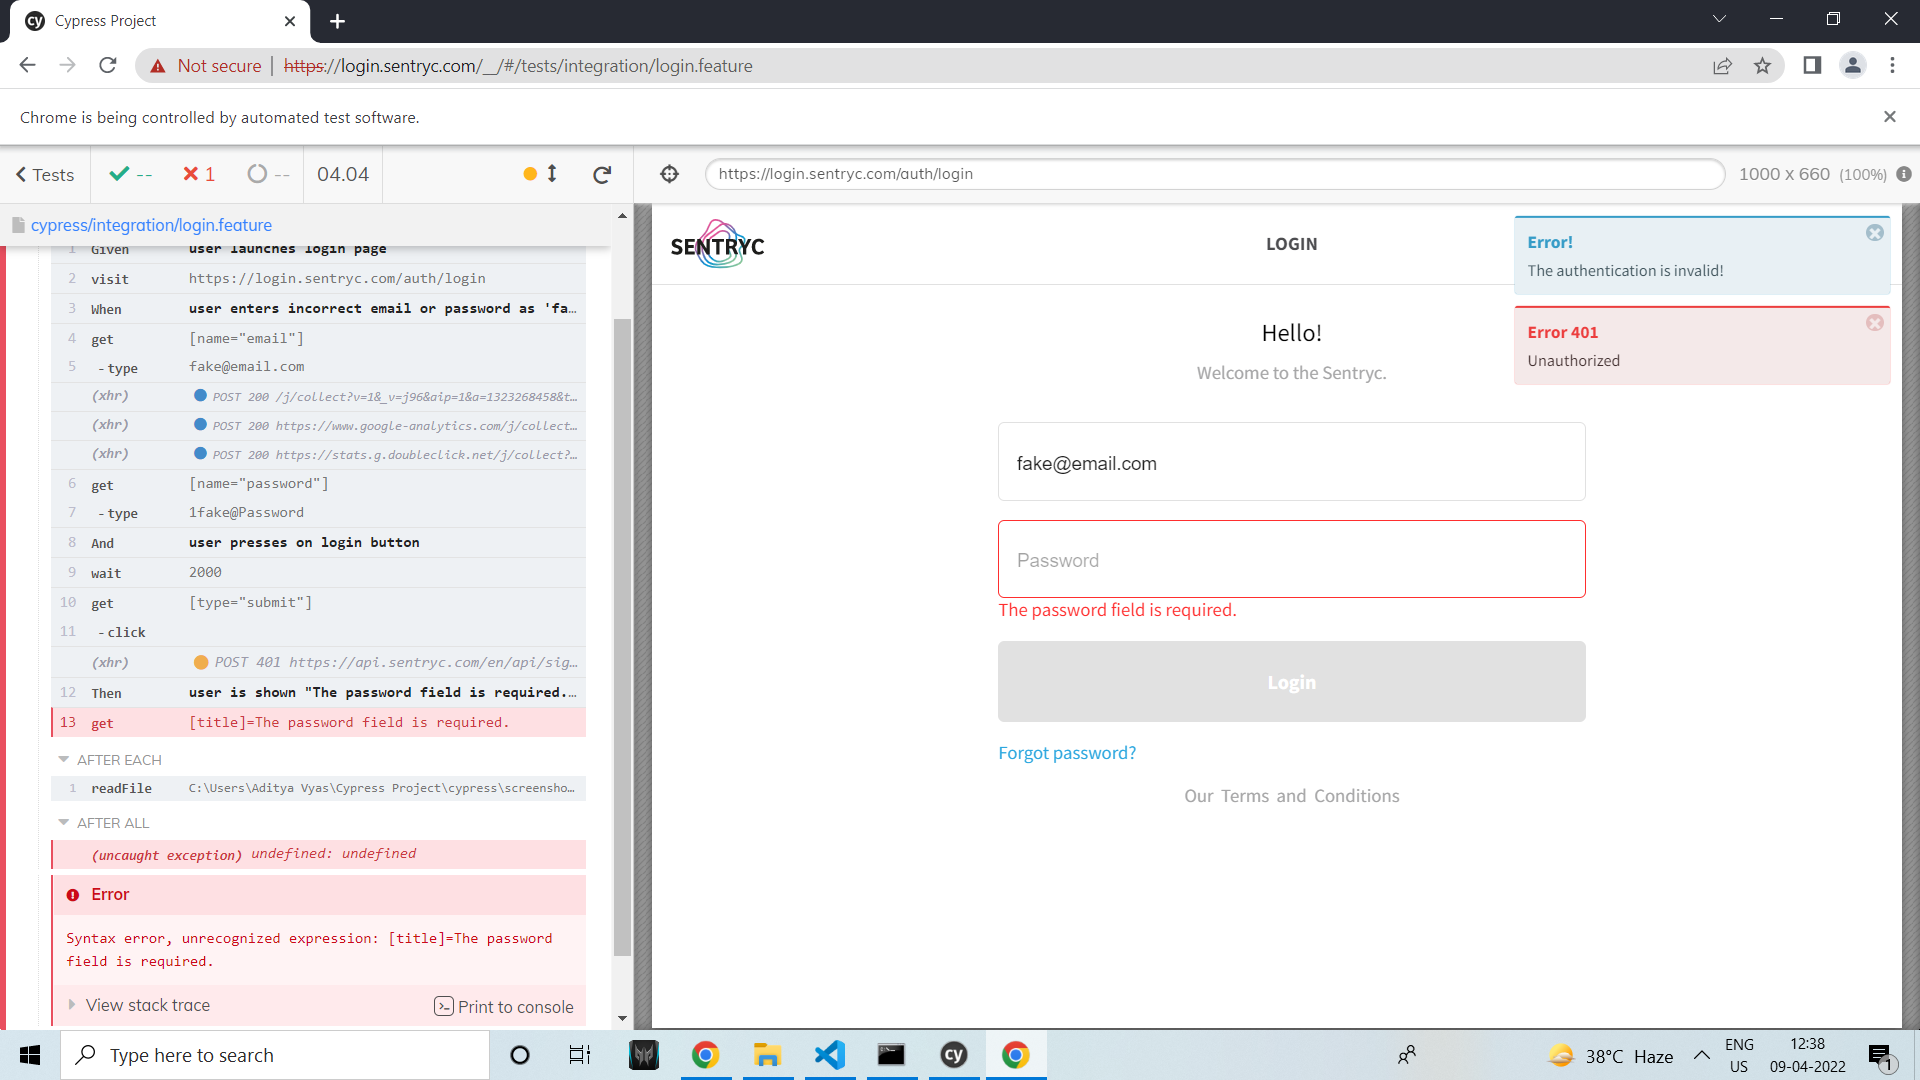 Cypress Project
Not secure | https://login.sentryc.com/__/#/tests/integration/login.feature
Chrome is being controlled by automated test software.
Tests -- 1 -- 04.04
https://login.sentryc.com/auth/login
1000 x 660 (100%)
cypress/integration/login.feature
1 Given user launches login page
2 visit https://login.sentryc.com/auth/login
3 When user enters incorrect email or password as 'fa…
4 get [name="email"]
5 -type fake@email.com
(xhr) POST 200 /j/collect?v=1&_v=j96&aip=1&a=1323268458&t…
(xhr) POST 200 https://www.google-analytics.com/j/collect…
(xhr) POST 200 https://stats.g.doubleclick.net/j/collect?…
6 get [name="password"]
7 -type 1fake@Password
8 And user presses on login button
9 wait 2000
10 get [type="submit"]
11 -click
(xhr) POST 401 https://api.sentryc.com/en/api/sig…
12 Then user is shown "The password field is required.…
13 get [title]=The password field is required.
AFTER EACH
1 readFile C:\Users\Aditya Vyas\Cypress Project\cypress\screensho…
AFTER ALL
(uncaught exception) undefined: undefined
Error
Syntax error, unrecognized expression: [title]=The password
field is required.
View stack trace
Print to console
SENTRYC
LOGIN
Error!
The authentication is invalid!
Error 401
Unauthorized
Hello!
Welcome to the Sentryc.
fake@email.com
Password
The password field is required.
Login
Forgot password?
Our Terms and Conditions
Type here to search
cy
38°C Haze
ENG
US
12:38
09-04-2022
1